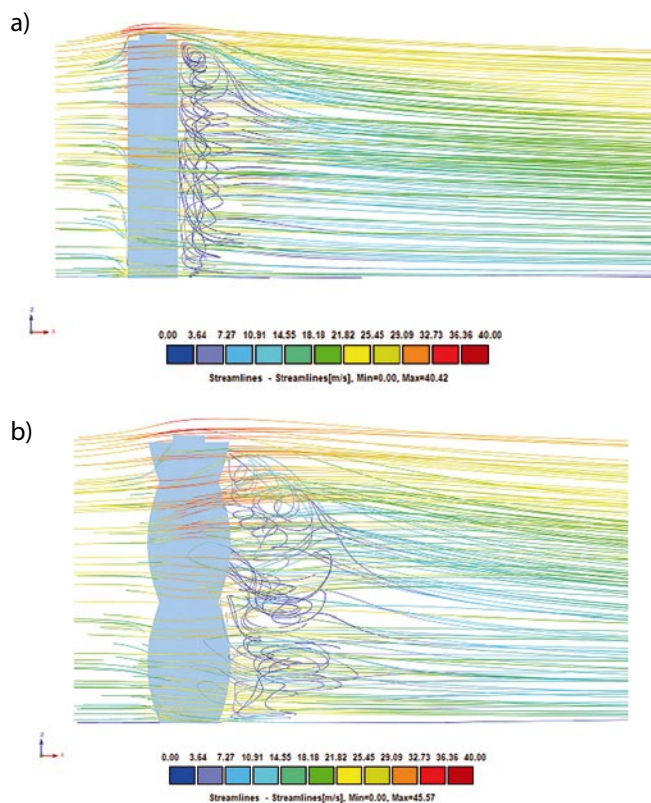 a)
z
x
0.00 3.64 7.27 10.91 14.55 18.18 21.82 25.45 29.09 32.73 36.36 40.00
Streamlines - Streamlines[m/s], Min=0.00, Max=40.42
b)
z
x
0.00 3.64 7.27 10.91 14.55 18.18 21.82 25.45 29.09 32.73 36.36 40.00
Streamlines - Streamlines[m/s], Min=0.00, Max=45.57